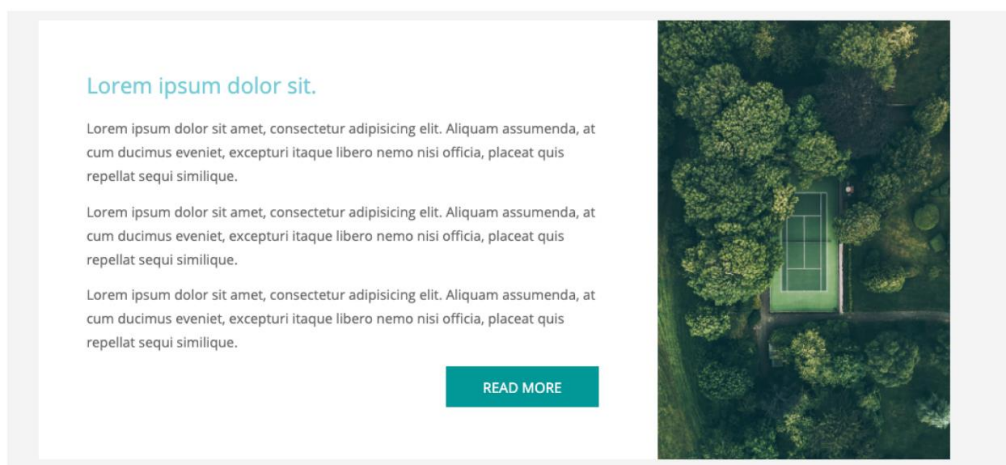 Lorem ipsum dolor sit.
Lorem ipsum dolor sit amet, consectetur adipisicing elit. Aliquam assumenda, at
cum ducimus eveniet, excepturi itaque libero nemo nisi officia, placeat quis
repellat sequi similique.
Lorem ipsum dolor sit amet, consectetur adipisicing elit. Aliquam assumenda, at
cum ducimus eveniet, excepturi itaque libero nemo nisi officia, placeat quis
repellat sequi similique.
Lorem ipsum dolor sit amet, consectetur adipisicing elit. Aliquam assumenda, at
cum ducimus eveniet, excepturi itaque libero nemo nisi officia, placeat quis
repellat sequi similique.
READ MORE